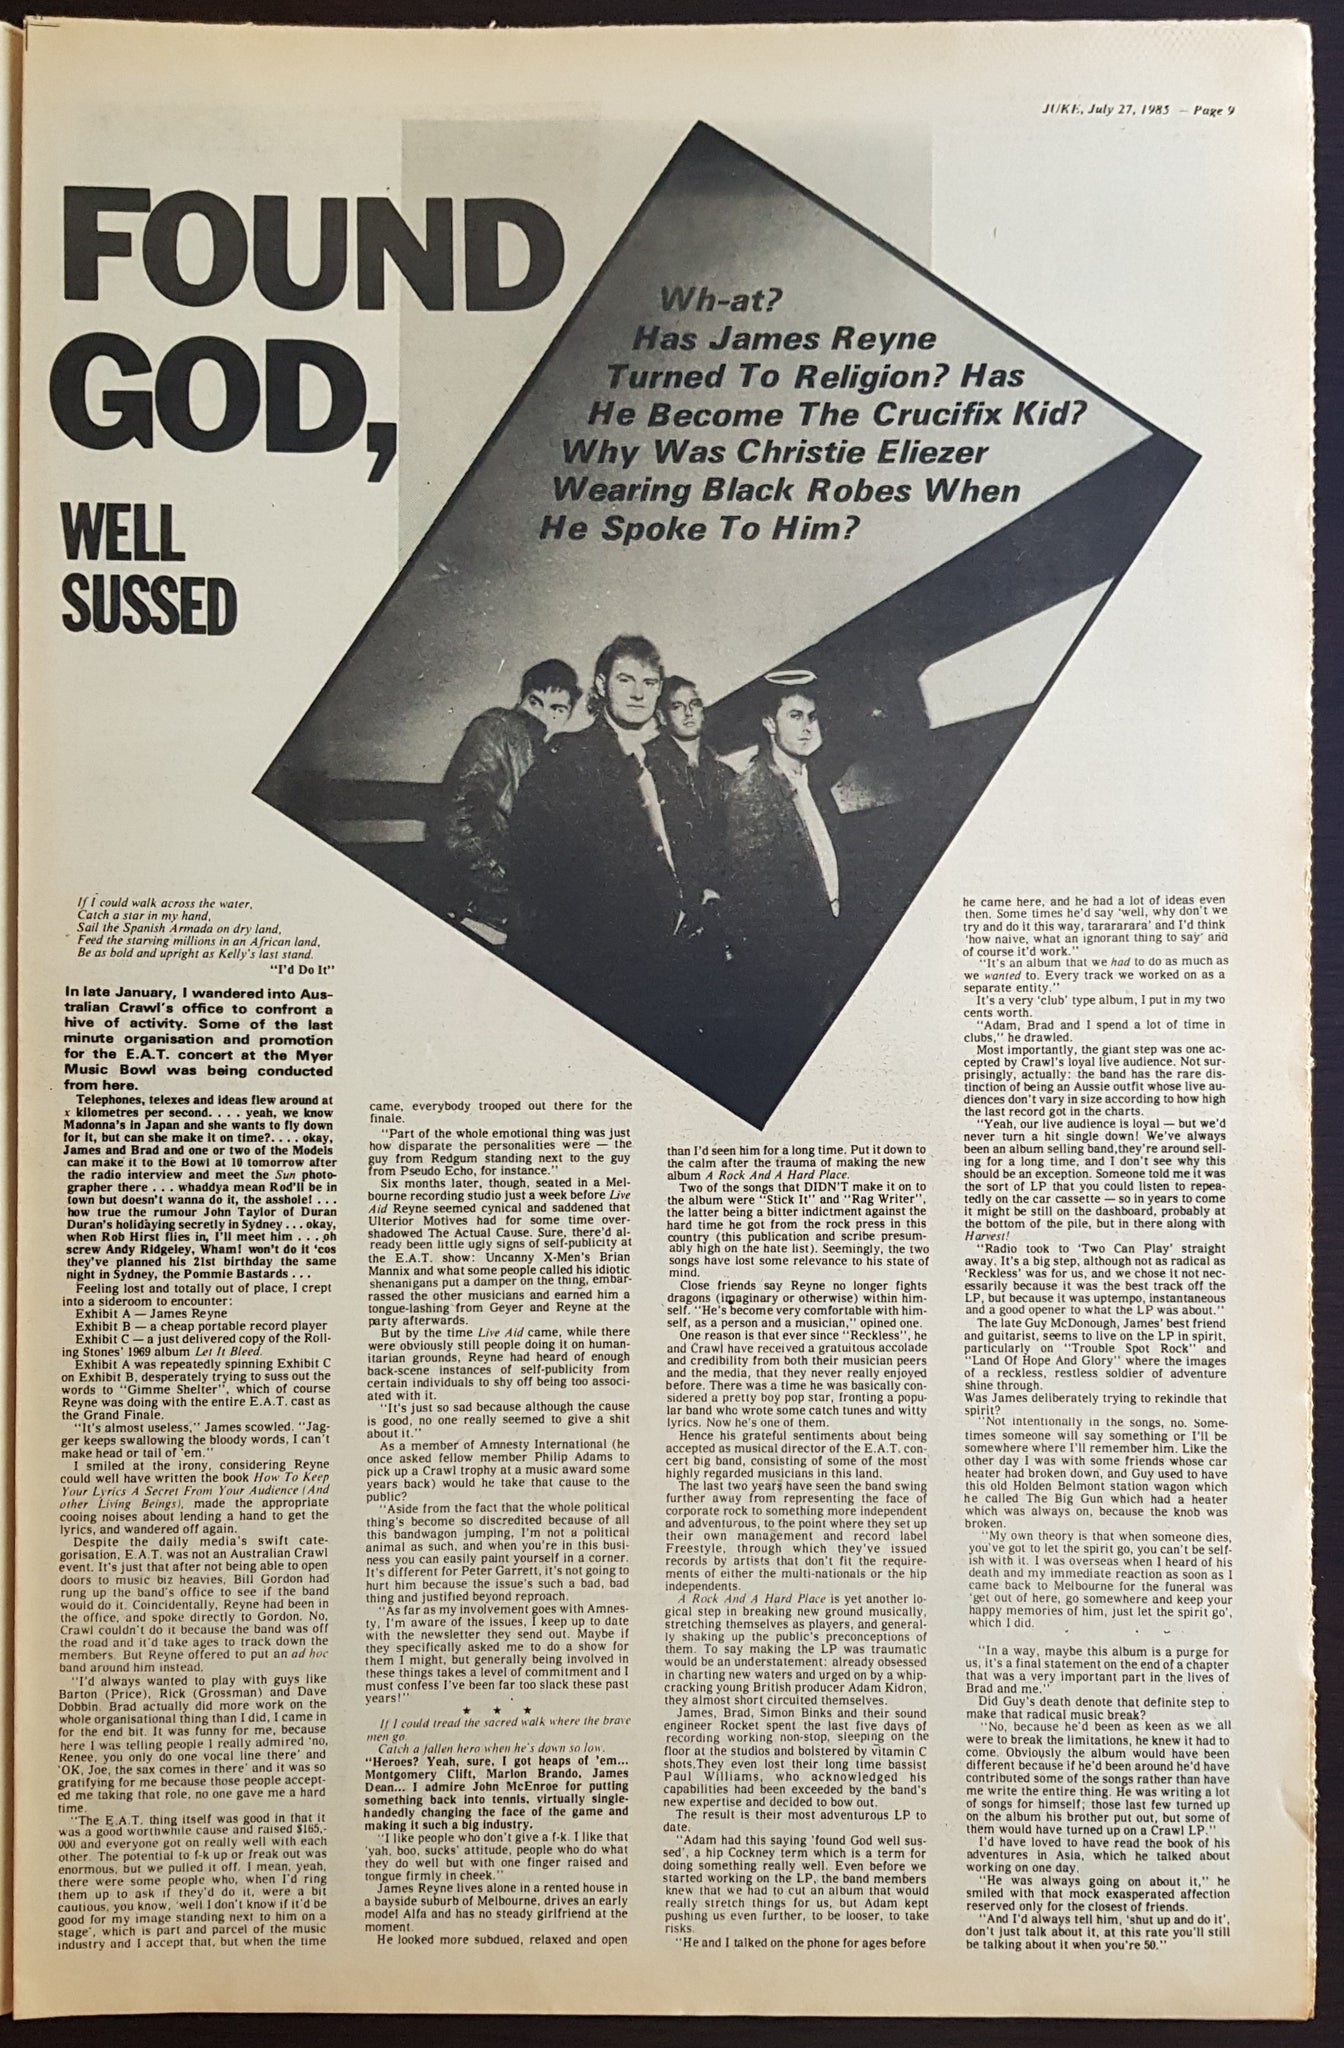 JUKE, July 27, 1985 — Page 9
FOUND
GOD,
WELL
SUSSED
Wh-at?
Has James Reyne
Turned To Religion? Has
He Become The Crucifix Kid?
Why Was Christie Eliezer
Wearing Black Robes When
He Spoke To Him?
If I could walk across the water,
Catch a star in my hand,
Sail the Spanish Armada on dry land,
Feed the starving millions in an African land,
Be as bold and upright as Kelly's last stand.
"I'd Do It"
In late January, I wandered into Aus-
tralian Crawl's office to confront a
hive of activity. Some of the last
minute organisation and promotion
for the E.A.T. concert at the Myer
Music Bowl was being conducted
from here.
Telephones, telexes and ideas flew around at
x kilometres per second. . . . yeah, we know
Madonna's in Japan and she wants to fly down
for it, but can she make it on time?. . . . okay,
James and Brad and one or two of the Models
can make it to the Bowl at 10 tomorrow after
the radio interview and meet the Sun photo-
grapher there . . . whaddya mean Rod'll be in
town but doesn't wanna do it, the asshole! . . .
how true the rumour John Taylor of Duran
Duran's holidaying secretly in Sydney . . . okay,
when Rob Hirst flies in, I'll meet him . . . oh
screw Andy Ridgeley, Wham! won't do it 'cos
they've planned his 21st birthday the same
night in Sydney, the Pommie Bastards . . .
Feeling lost and totally out of place, I crept
into a sideroom to encounter:
Exhibit A — James Reyne
Exhibit B — a cheap portable record player
Exhibit C — a just delivered copy of the Roll-
ing Stones' 1969 album Let It Bleed.
Exhibit A was repeatedly spinning Exhibit C
on Exhibit B, desperately trying to suss out the
words to "Gimme Shelter", which of course
Reyne was doing with the entire E.A.T. cast as
the Grand Finale.
"It's almost useless," James scowled. "Jag-
ger keeps swallowing the bloody words, I can't
make head or tail of 'em."
I smiled at the irony, considering Reyne
could well have written the book How To Keep
Your Lyrics A Secret From Your Audience (And
other Living Beings), made the appropriate
cooing noises about lending a hand to get the
lyrics, and wandered off again.
Despite the daily media's swift cate-
gorisation, E.A.T. was not an Australian Crawl
event. It's just that after not being able to open
doors to music biz heavies, Bill Gordon had
rung up the band's office to see if the band
would do it. Coincidentally, Reyne had been in
the office, and spoke directly to Gordon. No,
Crawl couldn't do it because the band was off
the road and it'd take ages to track down the
members. But Reyne offered to put an ad hoc
band around him instead.
"I'd always wanted to play with guys like
Barton (Price), Rick (Grossman) and Dave
Dobbin. Brad actually did more work on the
whole organisational thing than I did, I came in
for the end bit. It was funny for me, because
here I was telling people I really admired 'no,
Renee, you only do one vocal line there' and
'OK, Joe, the sax comes in there' and it was so
gratifying for me because those people accept-
ed me taking that role, no one gave me a hard
time.
"The E.A.T. thing itself was good in that it
was a good worthwhile cause and raised $165,-
000 and everyone got on really well with each
other. The potential to f-k up or freak out was
enormous, but we pulled it off. I mean, yeah,
there were some people who, when I'd ring
them up to ask if they'd do it, were a bit
cautious, you know, 'well I don't know if it'd be
good for my image standing next to him on a
stage', which is part and parcel of the music
industry and I accept that, but when the time
came, everybody trooped out there for the
finale.
"Part of the whole emotional thing was just
how disparate the personalities were — the
guy from Redgum standing next to the guy
from Pseudo Echo, for instance."
Six months later, though, seated in a Mel-
bourne recording studio just a week before Live
Aid Reyne seemed cynical and saddened that
Ulterior Motives had for some time over-
shadowed The Actual Cause. Sure, there'd al-
ready been little ugly signs of self-publicity at
the E.A.T. show: Uncanny X-Men's Brian
Mannix and what some people called his idiotic
shenanigans put a damper on the thing, embar-
rassed the other musicians and earned him a
tongue-lashing from Geyer and Reyne at the
party afterwards.
But by the time Live Aid came, while there
were obviously still people doing it on human-
itarian grounds, Reyne had heard of enough
back-scene instances of self-publicity from
certain individuals to shy off being too associ-
ated with it.
"It's just so sad because although the cause
is good, no one really seemed to give a shit
about it."
As a member of Amnesty International (he
once asked fellow member Philip Adams to
pick up a Crawl trophy at a music award some
years back) would he take that cause to the
public?
"Aside from the fact that the whole political
thing's become so discredited because of all
this bandwagon jumping, I'm not a political
animal as such, and when you're in this busi-
ness you can easily paint yourself in a corner.
It's different for Peter Garrett, it's not going to
hurt him because the issue's such a bad, bad
thing and justified beyond reproach.
"As far as my involvement goes with Amnes-
ty, I'm aware of the issues, I keep up to date
with the newsletter they send out. Maybe if
they specifically asked me to do a show for
them I might, but generally being involved in
these things takes a level of commitment and I
must confess I've been far too slack these past
years!"
★ ★ ★
If I could tread the sacred walk where the brave
men go
Catch a fallen hero when he's down so low.
"Heroes? Yeah, sure, I got heaps of 'em...
Montgomery Clift, Marlon Brando, James
Dean... I admire John McEnroe for putting
something back into tennis, virtually single-
handedly changing the face of the game and
making it such a big industry.
"I like people who don't give a f-k. I like that
'yah, boo, sucks' attitude, people who do what
they do well but with one finger raised and
tongue firmly in cheek."
James Reyne lives alone in a rented house in
a bayside suburb of Melbourne, drives an early
model Alfa and has no steady girlfriend at the
moment.
He looked more subdued, relaxed and open
than I'd seen him for a long time. Put it down to
the calm after the trauma of making the new
album A Rock And A Hard Place.
Two of the songs that DIDN'T make it on to
the album were "Stick It" and "Rag Writer",
the latter being a bitter indictment against the
hard time he got from the rock press in this
country (this publication and scribe presum-
ably high on the hate list). Seemingly, the two
songs have lost some relevance to his state of
mind.
Close friends say Reyne no longer fights
dragons (imaginary or otherwise) within him-
self. "He's become very comfortable with him-
self, as a person and a musician," opined one.
One reason is that ever since "Reckless", he
and Crawl have received a gratuitous accolade
and credibility from both their musician peers
and the media, that they never really enjoyed
before. There was a time he was basically con-
sidered a pretty boy pop star, fronting a popu-
lar band who wrote some catch tunes and witty
lyrics. Now he's one of them.
Hence his grateful sentiments about being
accepted as musical director of the E.A.T. con-
cert big band, consisting of some of the most
highly regarded musicians in this land.
The last two years have seen the band swing
further away from representing the face of
corporate rock to something more independent
and adventurous, to the point where they set up
their own management and record label
Freestyle, through which they've issued
records by artists that don't fit the require-
ments of either the multi-nationals or the hip
independents.
A Rock And A Hard Place is yet another lo-
gical step in breaking new ground musically,
stretching themselves as players, and general-
ly shaking up the public's preconceptions of
them. To say making the LP was traumatic
would be an understatement: already obsessed
in charting new waters and urged on by a whip-
cracking young British producer Adam Kidron,
they almost short circuited themselves.
James, Brad, Simon Binks and their sound
engineer Rocket spent the last five days of
recording working non-stop, sleeping on the
floor at the studios and bolstered by vitamin C
shots.They even lost their long time bassist
Paul Williams, who acknowledged his
capabilities had been exceeded by the band's
new expertise and decided to bow out.
The result is their most adventurous LP to
date.
"Adam had this saying 'found God well sus-
sed', a hip Cockney term which is a term for
doing something really well. Even before we
started working on the LP, the band members
knew that we had to cut an album that would
really stretch things for us, but Adam kept
pushing us even further, to be looser, to take
risks.
"He and I talked on the phone for ages before
he came here, and he had a lot of ideas even
then. Some times he'd say 'well, why don't we
try and do it this way, tarararara' and I'd think
'how naive, what an ignorant thing to say' and
of course it'd work."
"It's an album that we had to do as much as
we wanted to. Every track we worked on as a
separate entity."
It's a very 'club' type album, I put in my two
cents worth.
"Adam, Brad and I spend a lot of time in
clubs," he drawled.
Most importantly, the giant step was one ac-
cepted by Crawl's loyal live audience. Not sur-
prisingly, actually: the band has the rare dis-
tinction of being an Aussie outfit whose live au-
diences don't vary in size according to how high
the last record got in the charts.
"Yeah, our live audience is loyal — but we'd
never turn a hit single down! We've always
been an album selling band,they're around sell-
ing for a long time, and I don't see why this
should be an exception. Someone told me it was
the sort of LP that you could listen to repea-
tedly on the car cassette — so in years to come
it might be still on the dashboard, probably at
the bottom of the pile, but in there along with
Harvest!
"Radio took to 'Two Can Play' straight
away. It's a big step, although not as radical as
'Reckless' was for us, and we chose it not nec-
essarily because it was the best track off the
LP, but because it was uptempo, instantaneous
and a good opener to what the LP was about."
The late Guy McDonough, James' best friend
and guitarist, seems to live on the LP in spirit,
particularly on "Trouble Spot Rock" and
"Land Of Hope And Glory" where the images
of a reckless, restless soldier of adventure
shine through.
Was James deliberately trying to rekindle that
spirit?
"Not intentionally in the songs, no. Some-
times someone will say something or I'll be
somewhere where I'll remember him. Like the
other day I was with some friends whose car
heater had broken down, and Guy used to have
this old Holden Belmont station wagon which
he called The Big Gun which had a heater
which was always on, because the knob was
broken.
"My own theory is that when someone dies,
you've got to let the spirit go, you can't be self-
ish with it. I was overseas when I heard of his
death and my immediate reaction as soon as I
came back to Melbourne for the funeral was
'get out of here, go somewhere and keep your
happy memories of him, just let the spirit go',
which I did.
"In a way, maybe this album is a purge for
us, it's a final statement on the end of a chapter
that was a very important part in the lives of
Brad and me."
Did Guy's death denote that definite step to
make that radical music break?
"No, because he'd been as keen as we all
were to break the limitations, he knew it had to
come. Obviously the album would have been
different because if he'd been around he'd have
contributed some of the songs rather than have
me write the entire thing. He was writing a lot
of songs for himself; those last few turned up
on the album his brother put out, but some of
them would have turned up on a Crawl LP."
I'd have loved to have read the book of his
adventures in Asia, which he talked about
working on one day.
"He was always going on about it," he
smiled with that mock exasperated affection
reserved only for the closest of friends.
"And I'd always tell him, 'shut up and do it',
don't just talk about it, at this rate you'll still
be talking about it when you're 50."